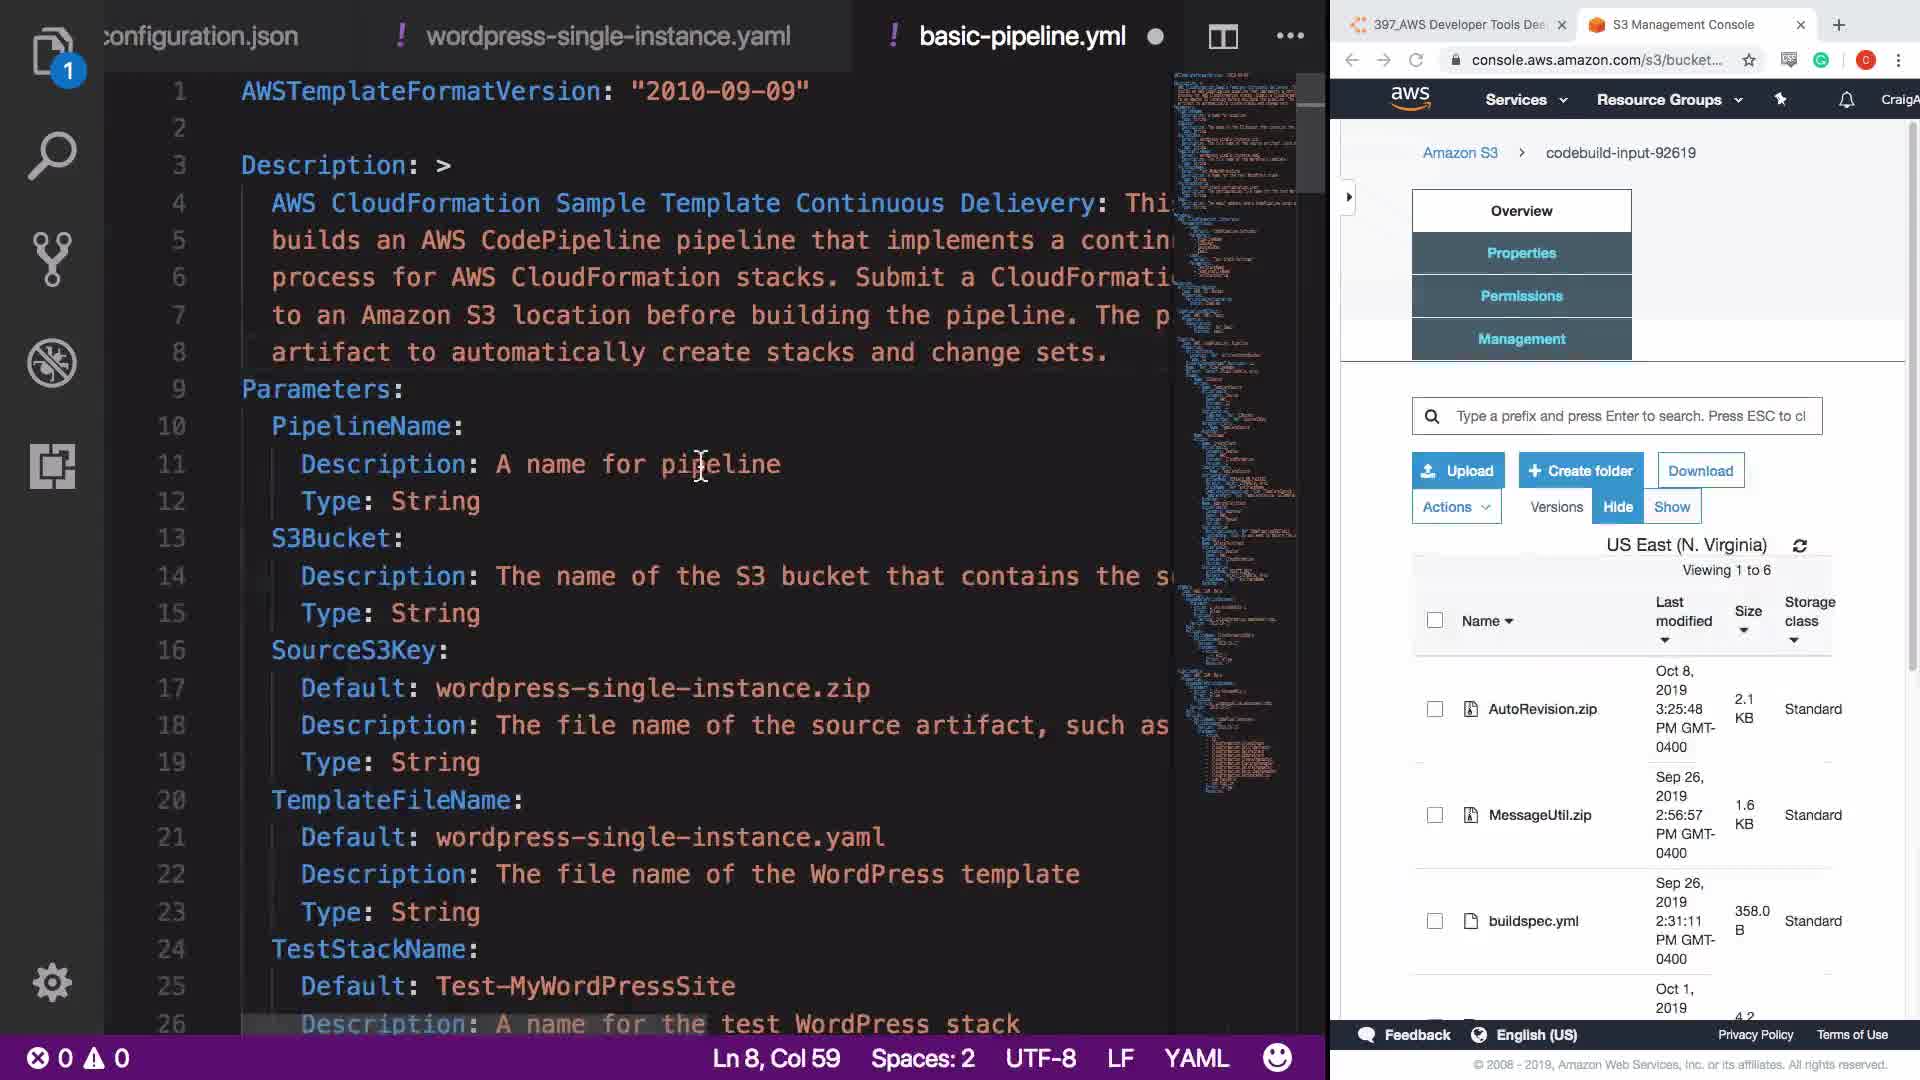 configuration.json
! wordpress-single-instance.yaml
! basic-pipeline.yml
1
1 AWSTemplateFormatVersion: "2010-09-09"
2
3 Description: >
4 AWS CloudFormation Sample Template Continuous Delievery: This
5 builds an AWS CodePipeline pipeline that implements a contin
6 process for AWS CloudFormation stacks. Submit a CloudFormati
7 to an Amazon S3 location before building the pipeline. The p
8 artifact to automatically create stacks and change sets.
9 Parameters:
10 PipelineName:
11 Description: A name for pipeline
12 Type: String
13 S3Bucket:
14 Description: The name of the S3 bucket that contains the s
15 Type: String
16 SourceS3Key:
17 Default: wordpress-single-instance.zip
18 Description: The file name of the source artifact, such as
19 Type: String
20 TemplateFileName:
21 Default: wordpress-single-instance.yaml
22 Description: The file name of the WordPress template
23 Type: String
24 TestStackName:
25 Default: Test-MyWordPressSite
26 Description: A name for the test WordPress stack
0 0
Ln 8, Col 59
Spaces: 2
UTF-8
LF
YAML
397_AWS Developer Tools Dee
S3 Management Console
console.aws.amazon.com/s3/bucket...
C
aws
Services
Resource Groups
CraigA
Amazon S3 > codebuild-input-92619
Overview
Properties
Permissions
Management
Type a prefix and press Enter to search. Press ESC to cl
Upload
+ Create folder
Download
Actions
Versions
Hide
Show
US East (N. Virginia)
Viewing 1 to 6
Name
Last modified
Size
Storage class
AutoRevision.zip
Oct 8,
2019
3:25:48
PM GMT-
0400
2.1
KB
Standard
MessageUtil.zip
Sep 26,
2019
2:56:57
PM GMT-
0400
1.6
KB
Standard
buildspec.yml
Sep 26,
2019
2:31:11
PM GMT-
0400
358.0
B
Standard
Oct 1,
2019
4.2
Feedback
English (US)
Privacy Policy
Terms of Use
© 2008 - 2019, Amazon Web Services, Inc. or its affiliates. All rights reserved.